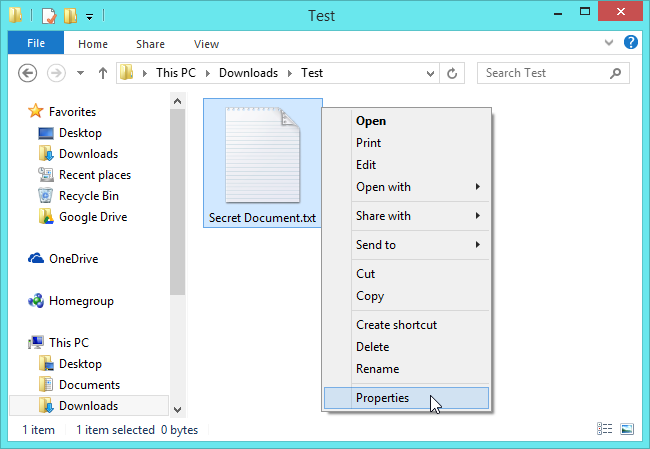 Test
File Home Share View
This PC Downloads Test Search Test
Favorites
Desktop
Downloads
Recent places
Recycle Bin
Google Drive
OneDrive
Homegroup
This PC
Desktop
Documents
Downloads
Secret Document.txt
Open
Print
Edit
Open with
Share with
Send to
Cut
Copy
Create shortcut
Delete
Rename
Properties
1 item 1 item selected 0 bytes